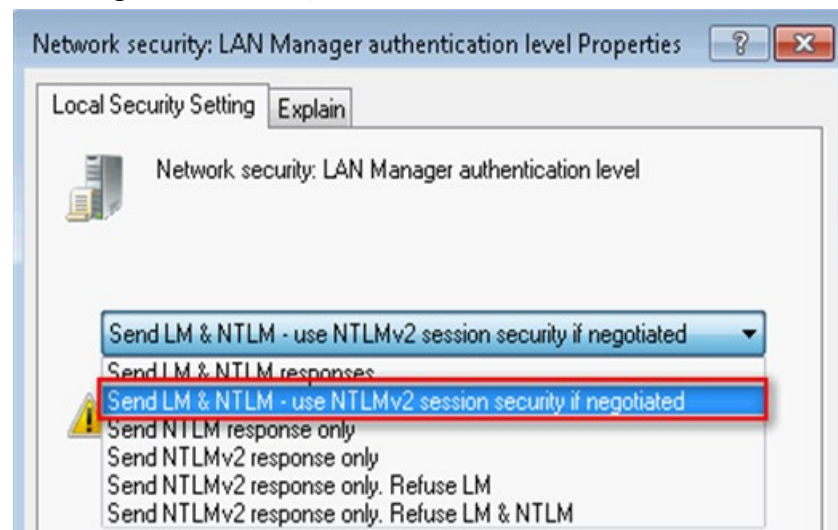 Network security: LAN Manager authentication level Properties
Local Security Setting
Explain
Network security: LAN Manager authentication level
Send LM & NTLM - use NTLMv2 session security if negotiated
Send LM & NTLM responses
Send LM & NTLM - use NTLMv2 session security if negotiated
Send NTLM response only
Send NTLMv2 response only
Send NTLMv2 response only. Refuse LM
Send NTLMv2 response only. Refuse LM & NTLM